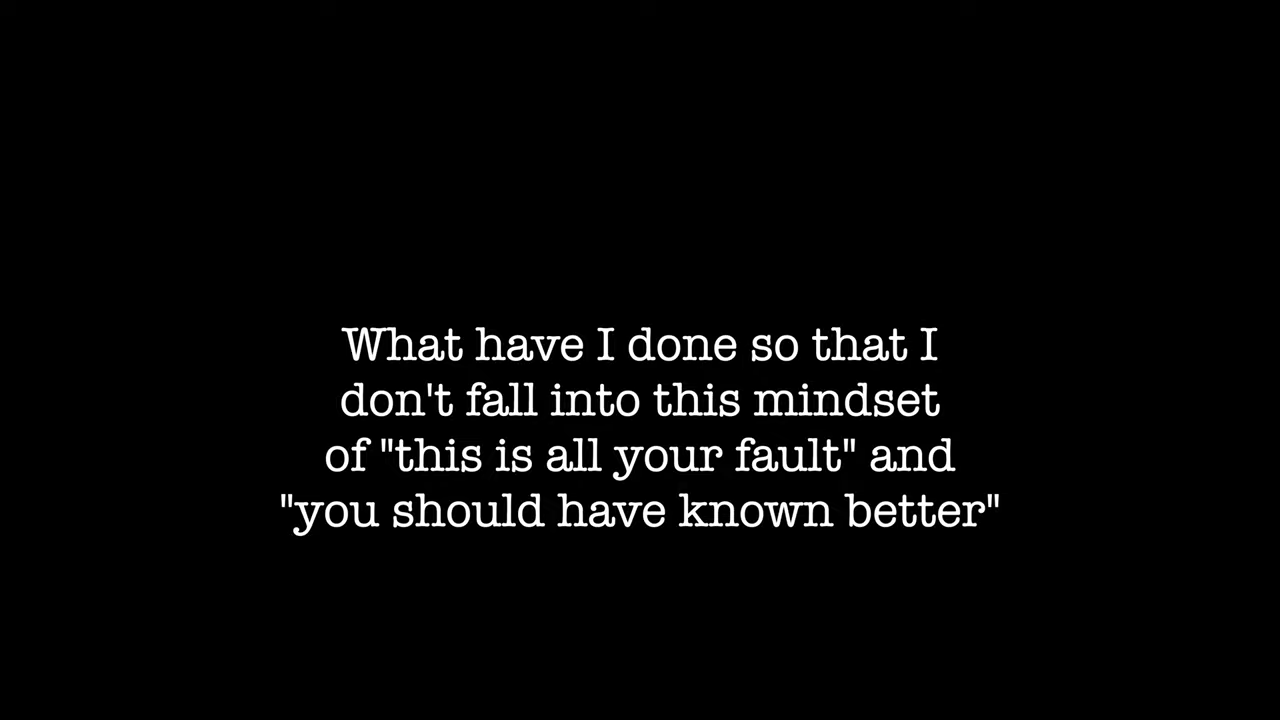 What have I done so that I
don't fall into this mindset
of "this is all your fault" and
"you should have known better"